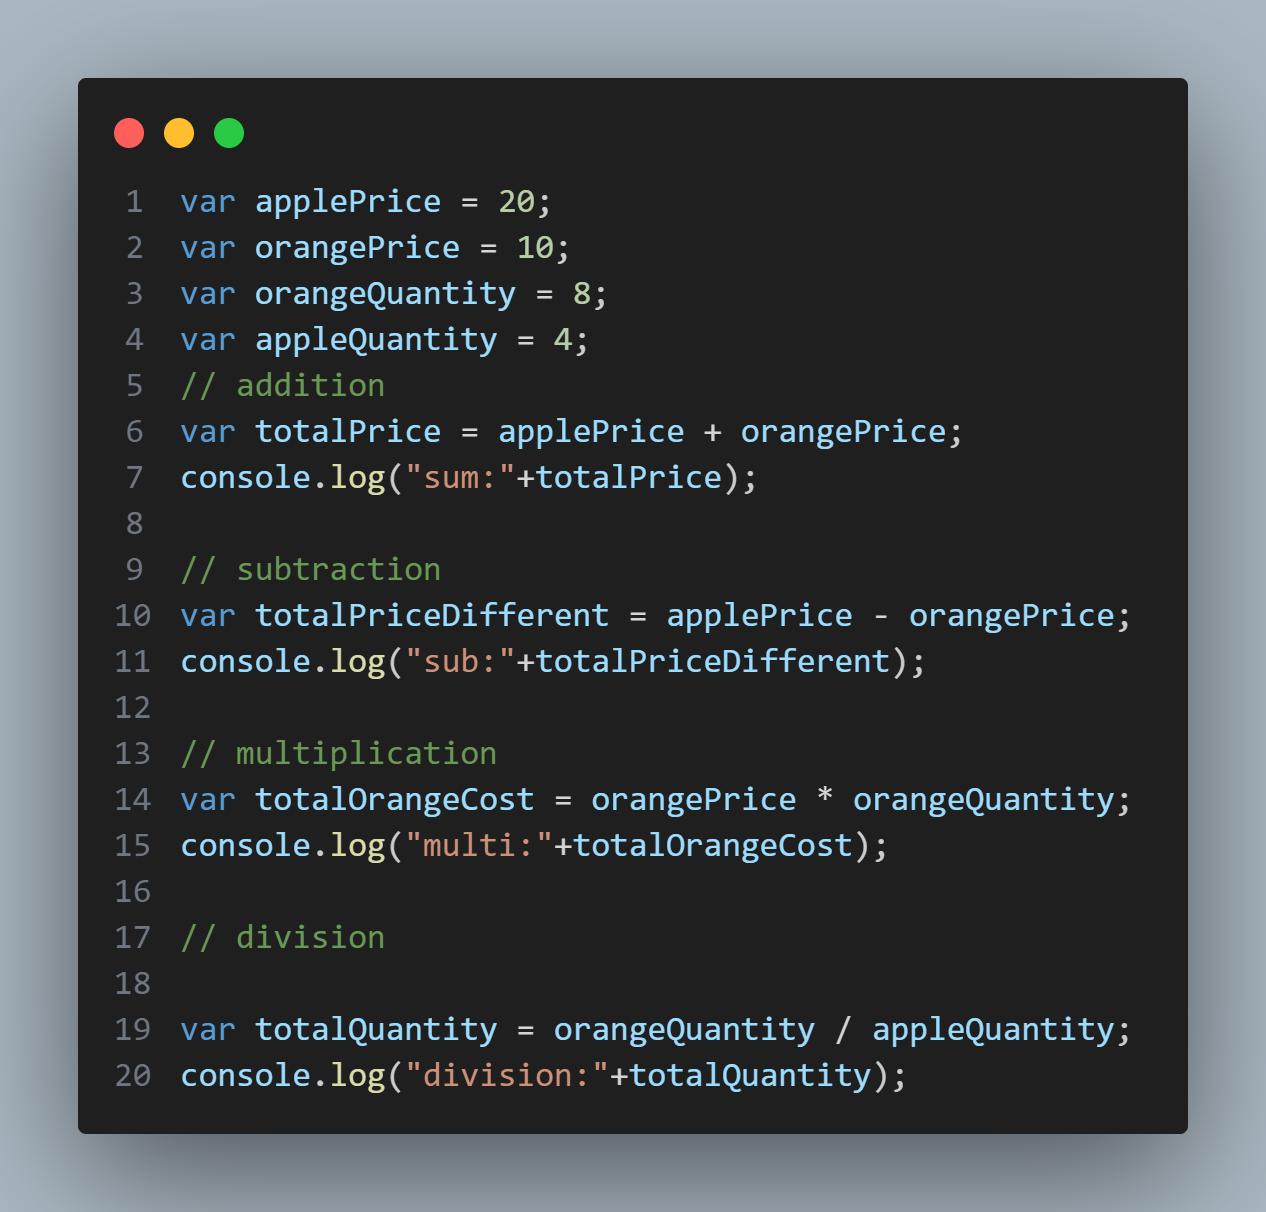 1 var applePrice = 20;
2 var orangePrice = 10;
3 var orangeQuantity = 8;
4 var appleQuantity = 4;
5 // addition
6 var totalPrice = applePrice + orangePrice;
7 console.log("sum:"+totalPrice);
8
9 // subtraction
10 var totalPriceDifferent = applePrice - orangePrice;
11 console.log("sub:"+totalPriceDifferent);
12
13 // multiplication
14 var totalOrangeCost = orangePrice * orangeQuantity;
15 console.log("multi:"+totalOrangeCost);
16
17 // division
18
19 var totalQuantity = orangeQuantity / appleQuantity;
20 console.log("division:"+totalQuantity);